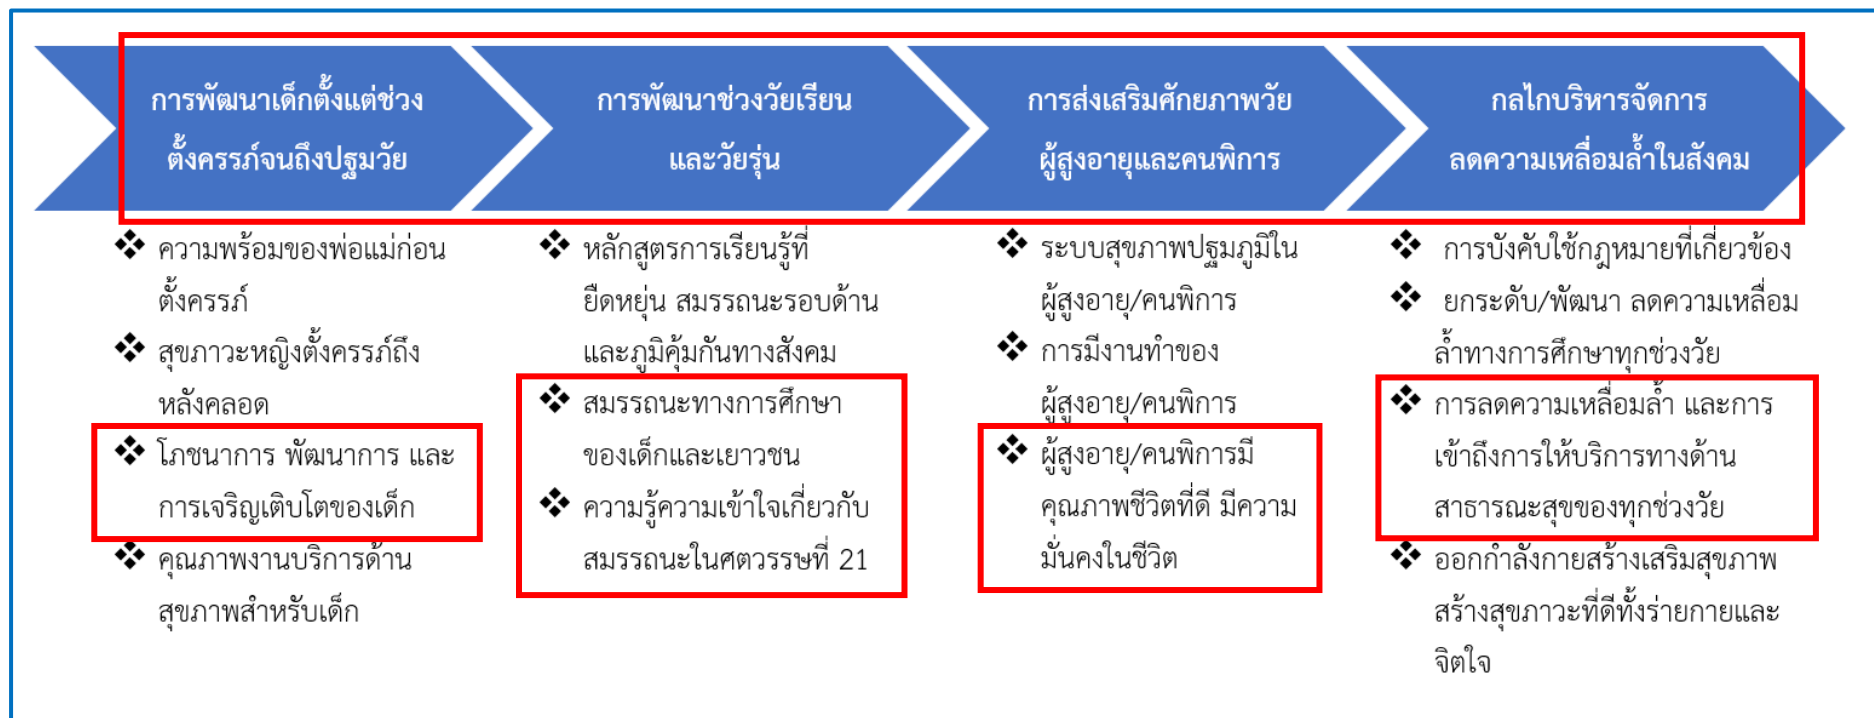 การพัฒนาเด็กตั้งแต่ช่วง
ตั้งครรภ์จนถึงปฐมวัย
การพัฒนาช่วงวัยเรียน
และวัยรุ่น
การส่งเสริมศักยภาพวัย
ผู้สูงอายุและคนพิการ
กลไกบริหารจัดการ
ลดความเหลื่อมล้ำในสังคม
❖ ความพร้อมของพ่อแม่ก่อน
ตั้งครรภ์
❖ สุขภาวะหญิงตั้งครรภ์ถึง
หลังคลอด
❖ โภชนาการ พัฒนาการ และ
การเจริญเติบโตของเด็ก
❖ คุณภาพงานบริการด้าน
สุขภาพสำหรับเด็ก
❖ หลักสูตรการเรียนรู้ที่
ยืดหยุ่น สมรรถนะรอบด้าน
และภูมิคุ้มกันทางสังคม
❖ สมรรถนะทางการศึกษา
ของเด็กและเยาวชน
❖ ความรู้ความเข้าใจเกี่ยวกับ
สมรรถนะในศตวรรษที่ 21
❖ ระบบสุขภาพปฐมภูมิใน
ผู้สูงอายุ/คนพิการ
❖ การมีงานทำของ
ผู้สูงอายุ/คนพิการ
❖ ผู้สูงอายุ/คนพิการมี
คุณภาพชีวิตที่ดี มีความ
มั่นคงในชีวิต
❖ การบังคับใช้กฎหมายที่เกี่ยวข้อง
❖ ยกระดับ/พัฒนา ลดความเหลื่อม
ล้ำทางการศึกษาทุกช่วงวัย
❖ การลดความเหลื่อมล้ำ และการ
เข้าถึงการให้บริการทางด้าน
สาธารณะสุขของทุกช่วงวัย
❖ ออกกำลังกายสร้างเสริมสุขภาพ
สร้างสุขภาวะที่ดีทั้งร่ายกายและ
จิตใจ